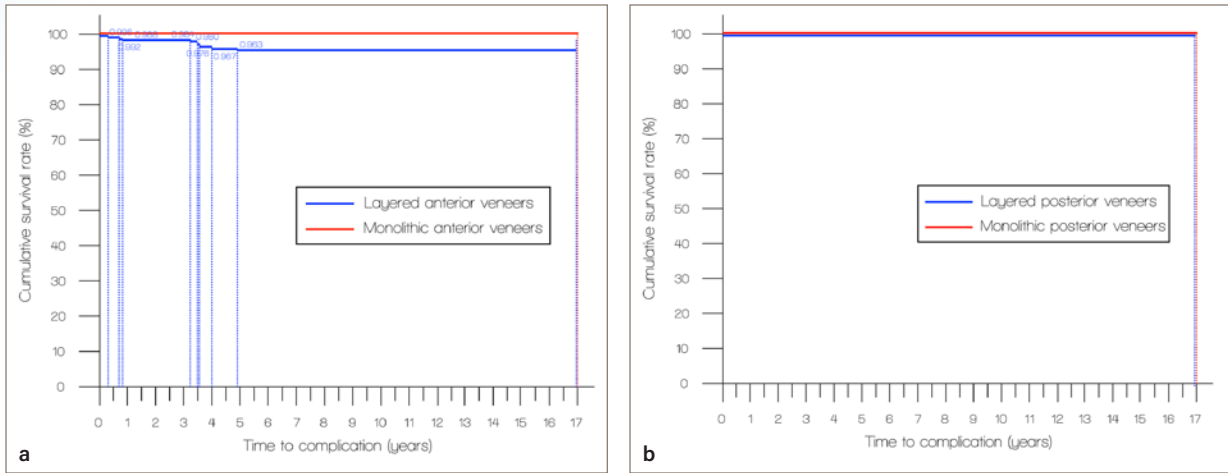 Cumulative survival rate (%)
100
90
80
70
60
50
40
30
20
10
0
0.995
0.988
0.980
0.963
0.992
0.976
0.967
Layered anterior veneers
Monolithic anterior veneers
0 1 2 3 4 5 6 7 8 9 10 11 12 13 14 15 16 17
Time to complication (years)
a
Cumulative survival rate (%)
100
90
80
70
60
50
40
30
20
10
0
Layered posterior veneers
Monolithic posterior veneers
0 1 2 3 4 5 6 7 8 9 10 11 12 13 14 15 16 17
Time to complication (years)
b